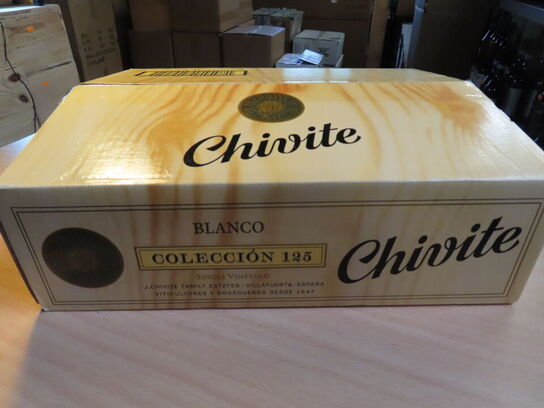 Chivite
BLANCO
COLECCIÓN 125
SINGLE VINEYARD
J. CHIVITE FAMILY ESTATES · VILLATUERTA · ESPAÑA
VITICULTORES Y BODEGUEROS DESDE 1647
Chivite